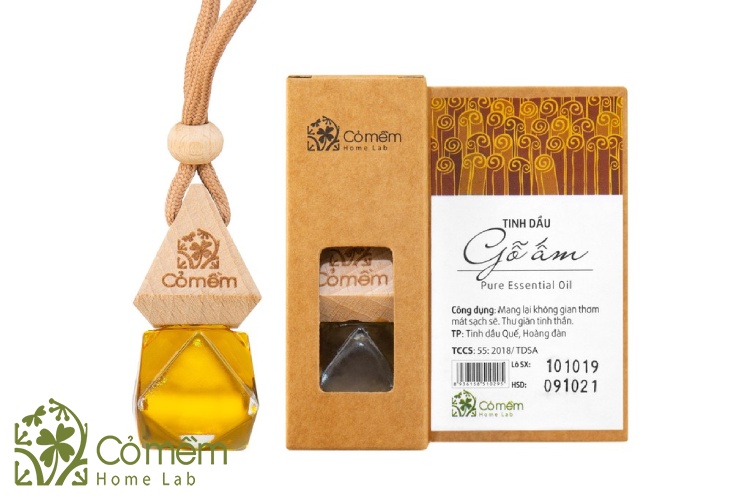 Cỏmềm
Cỏmềm
Home Lab
Cỏmềm
TINH DẦU
Gỗ ấm
Pure Essential Oil
Công dụng: Mang lại không gian thơm
mát sạch sẽ. Thư giãn tinh thần.
TP: Tinh dầu Quế, Hoàng đàn
TCCS: 55: 2018/ TDSA
Lô SX: 101019
HSD: 091021
Cỏmềm
Cỏmềm
Home Lab